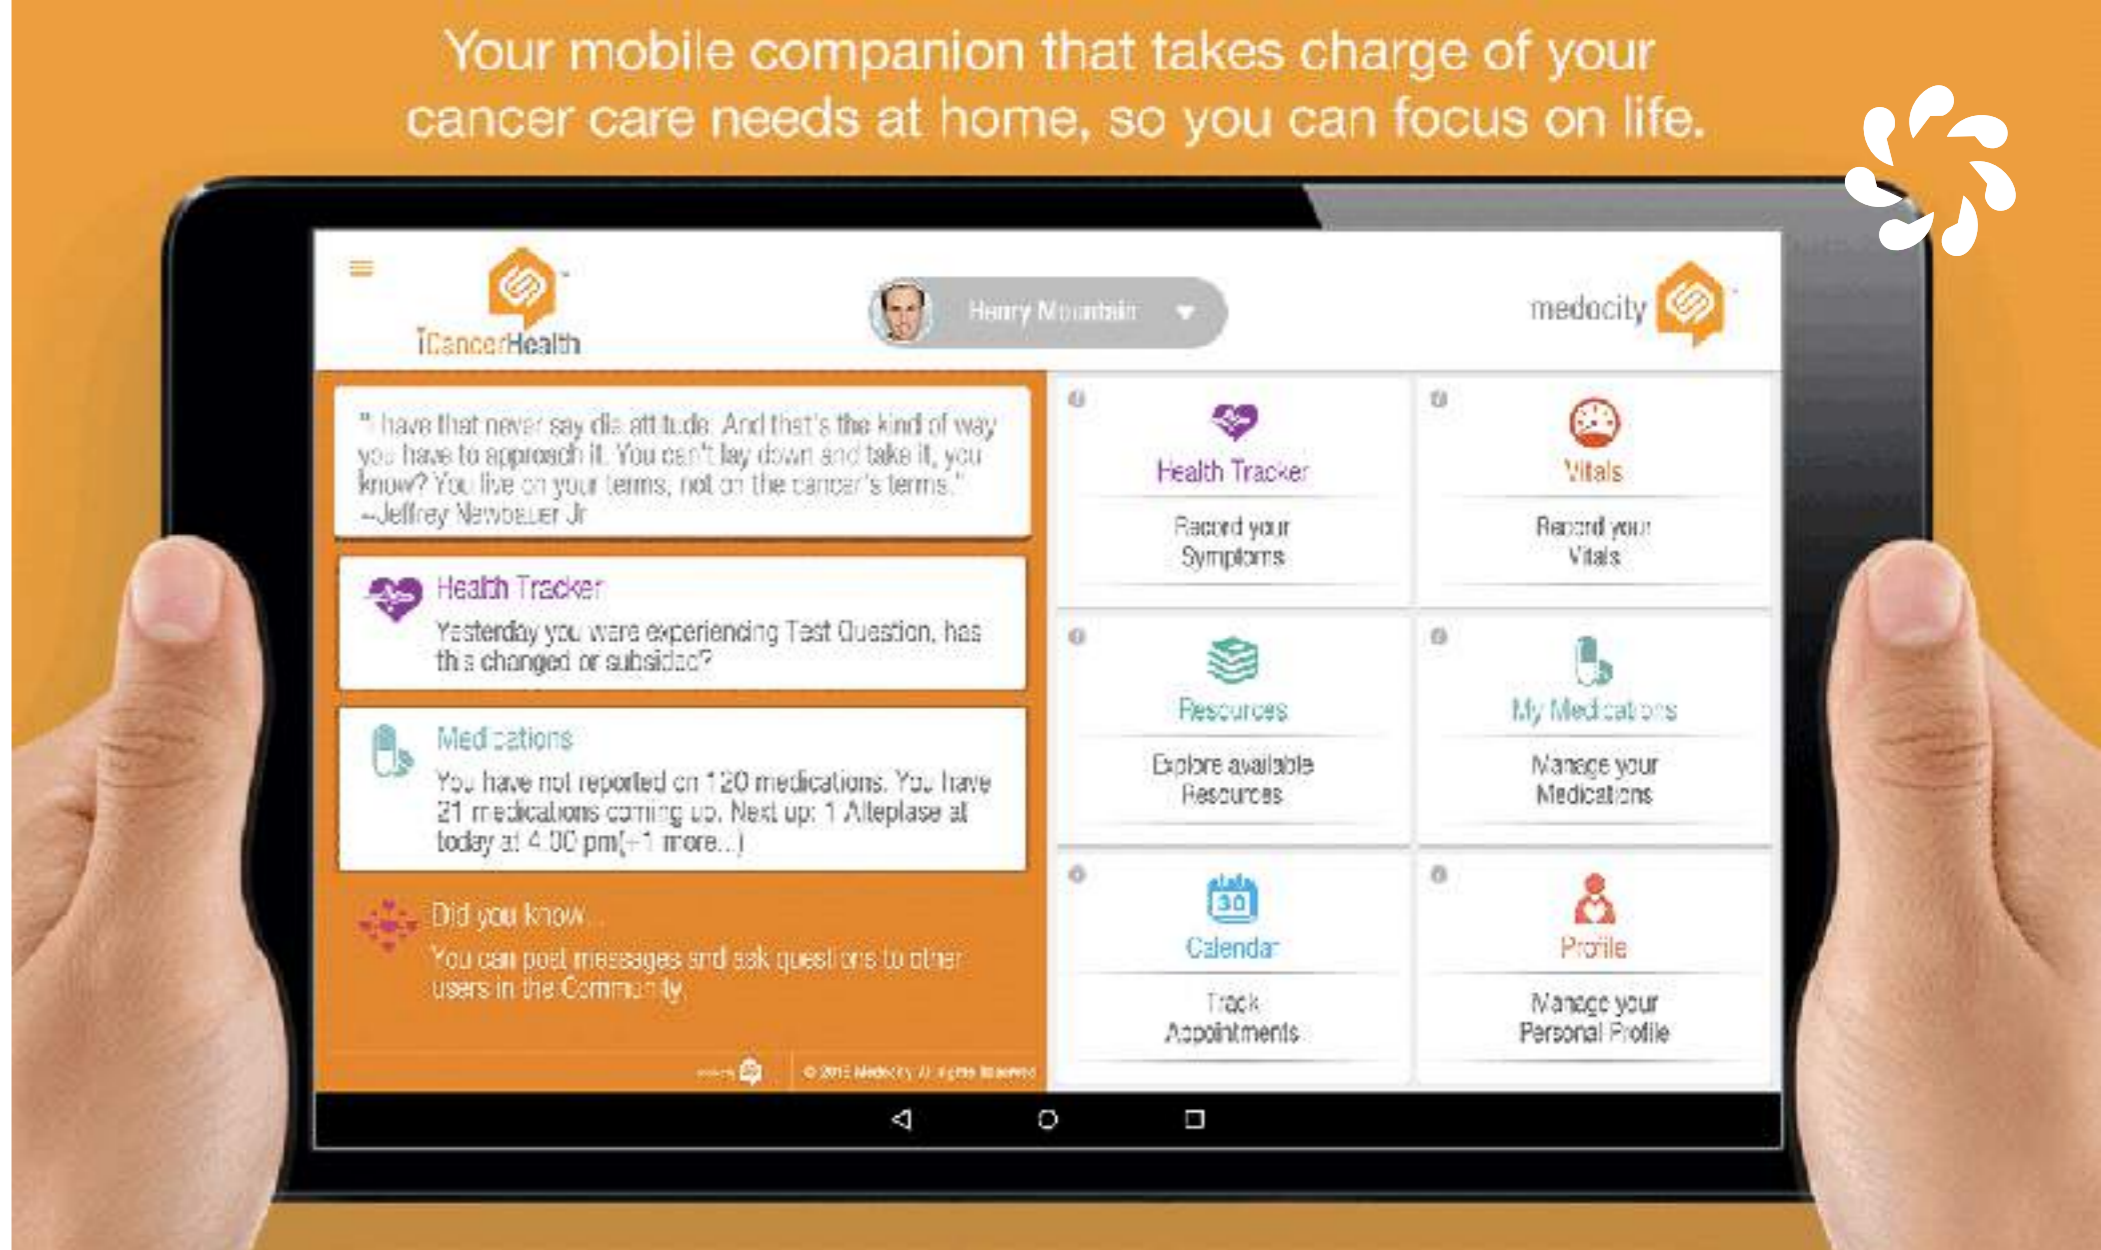 Your mobile companion that takes charge of your
cancer care needs at home, so you can focus on life.
iCancerHealth
Henry Mountain
medocity
"I have that never say die attitude. And that's the kind of way
you have to approach it. You can't lay down and take it, you
know? You live on your terms, not on the cancer's terms."
--Jeffrey Newbauer Jr
Health Tracker
Yesterday you were experiencing Test Question, has
this changed or subsided?
Medications
You have not reported on 120 medications. You have
21 medications coming up. Next up: 1 Alteplase at
today at 4:00 pm(+1 more...)
Did you know...
You can post messages and ask questions to other
users in the Community.
Medocity All Rights Reserved
Health Tracker
Record your
Symptoms
Vitals
Record your
Vitals
Resources
Explore available
Resources
My Medications
Manage your
Medications
30
Calendar
Track
Appointments
Profile
Manage your
Personal Profile